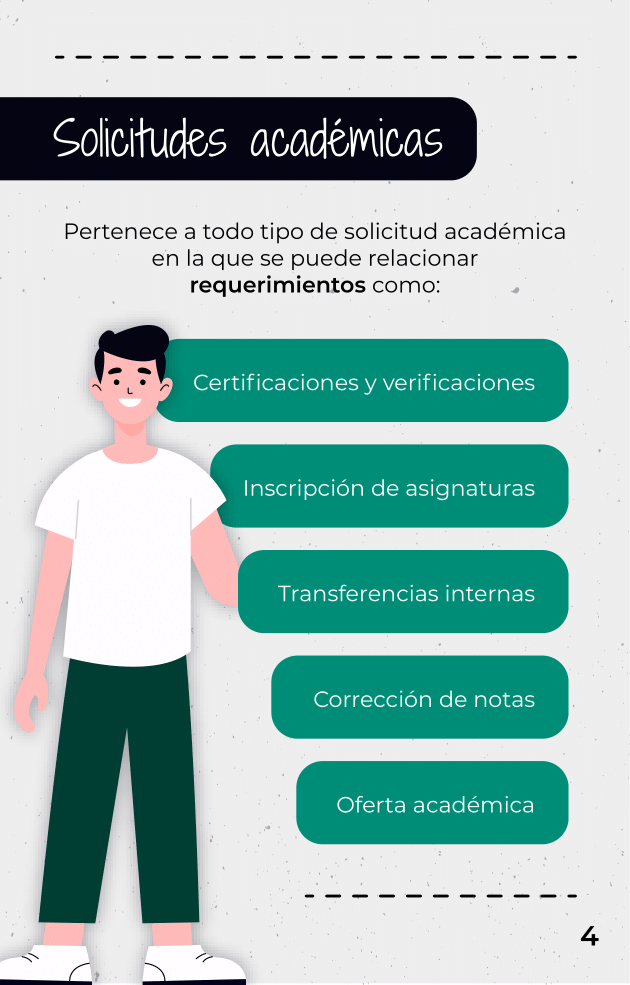 Solicitudes académicas
Pertenece a todo tipo de solicitud académica
en la que se puede relacionar
requerimientos como:
Certificaciones y verificaciones
Inscripción de asignaturas
Transferencias internas
Corrección de notas
Oferta académica
4